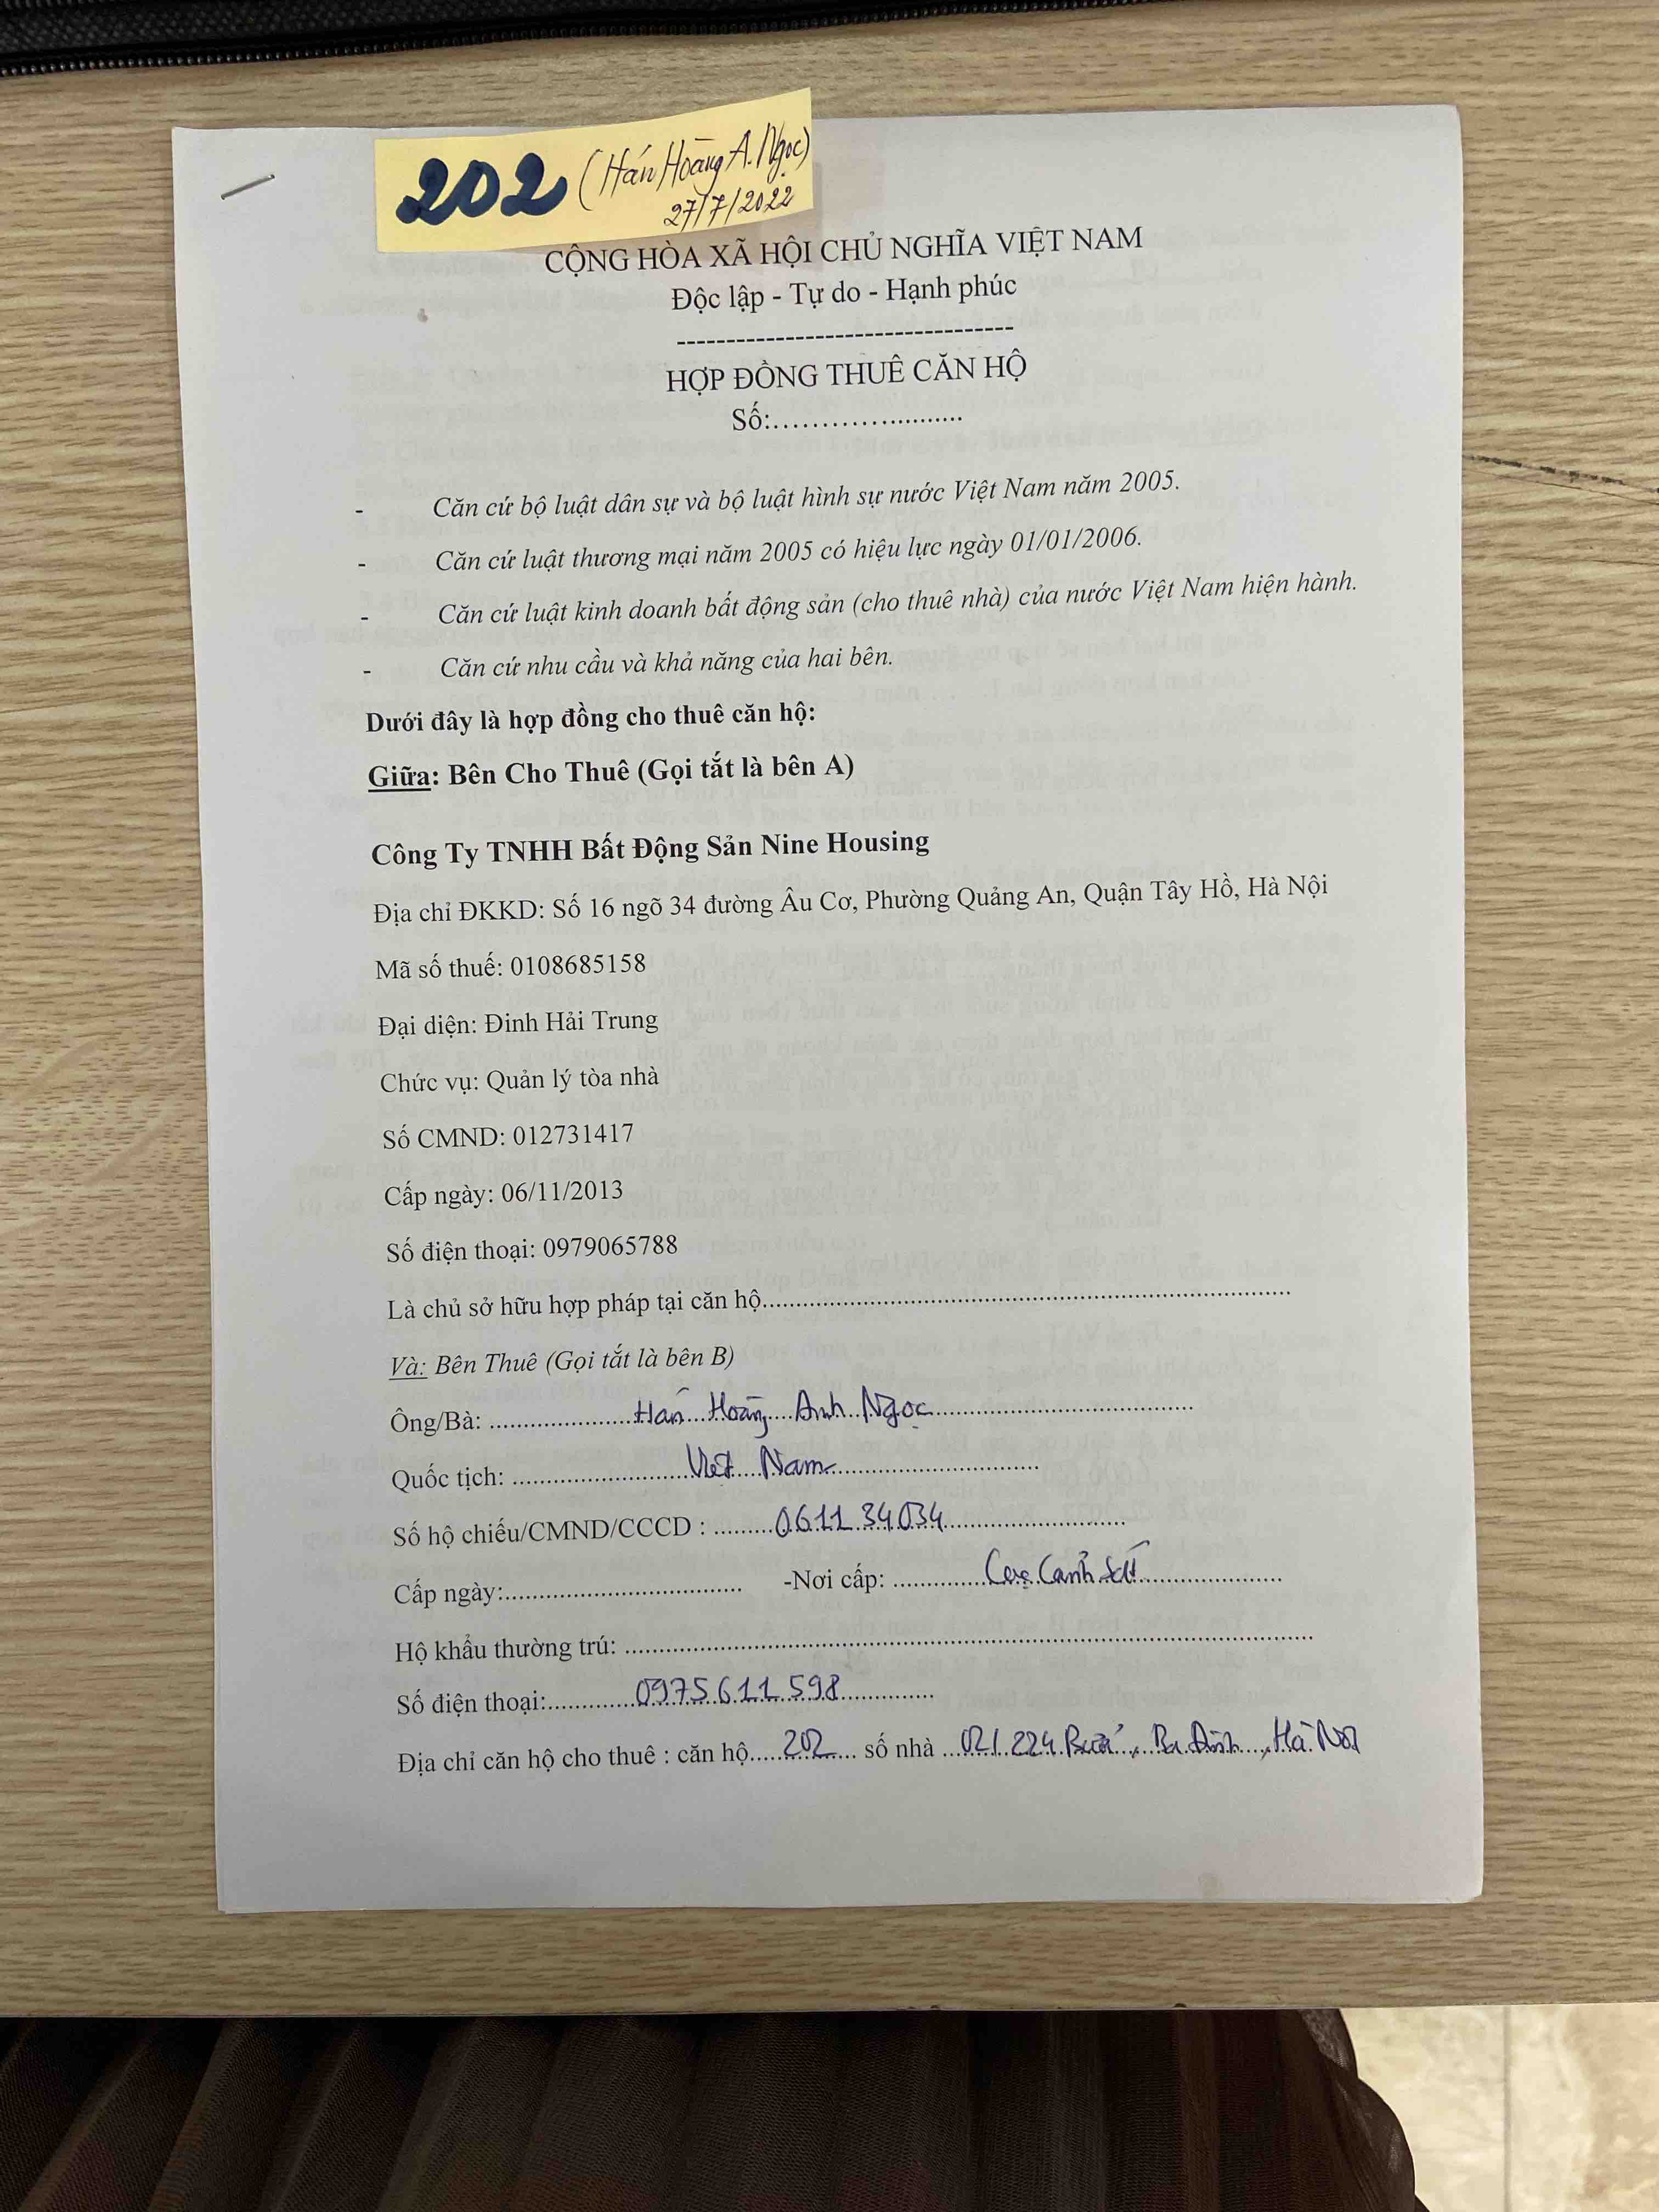 202 (Hán Hoàng A. Ngọc)
27/7/2022
CỘNG HÒA XÃ HỘI CHỦ NGHĨA VIỆT NAM
Độc lập - Tự do - Hạnh phúc
----------------------------------
HỢP ĐỒNG THUÊ CĂN HỘ
Số:........................
- Căn cứ bộ luật dân sự và bộ luật hình sự nước Việt Nam năm 2005.
- Căn cứ luật thương mại năm 2005 có hiệu lực ngày 01/01/2006.
- Căn cứ luật kinh doanh bất động sản (cho thuê nhà) của nước Việt Nam hiện hành.
- Căn cứ nhu cầu và khả năng của hai bên.
Dưới đây là hợp đồng cho thuê căn hộ:
Giữa: Bên Cho Thuê (Gọi tắt là bên A)
Công Ty TNHH Bất Động Sản Nine Housing
Địa chỉ ĐKKD: Số 16 ngõ 34 đường Âu Cơ, Phường Quảng An, Quận Tây Hồ, Hà Nội
Mã số thuế: 0108685158
Đại diện: Đinh Hải Trung
Chức vụ: Quản lý tòa nhà
Số CMND: 012731417
Cấp ngày: 06/11/2013
Số điện thoại: 0979065788
Là chủ sở hữu hợp pháp tại căn hộ................................................................................
Và: Bên Thuê (Gọi tắt là bên B)
Ông/Bà: ......................Hán Hoàng Anh Ngọc........................................
Quốc tịch: ...........................Việt Nam................................
Số hộ chiếu/CMND/CCCD : .........061134034............................
Cấp ngày:.................................... -Nơi cấp: ..............Cục Cảnh sát.....................
Hộ khẩu thường trú: .........................................................................................................
Số điện thoại:.............0975611598..............
Địa chỉ căn hộ cho thuê : căn hộ.....202..... số nhà ...02/.224. Bưởi, Ba Đình, Hà Nội